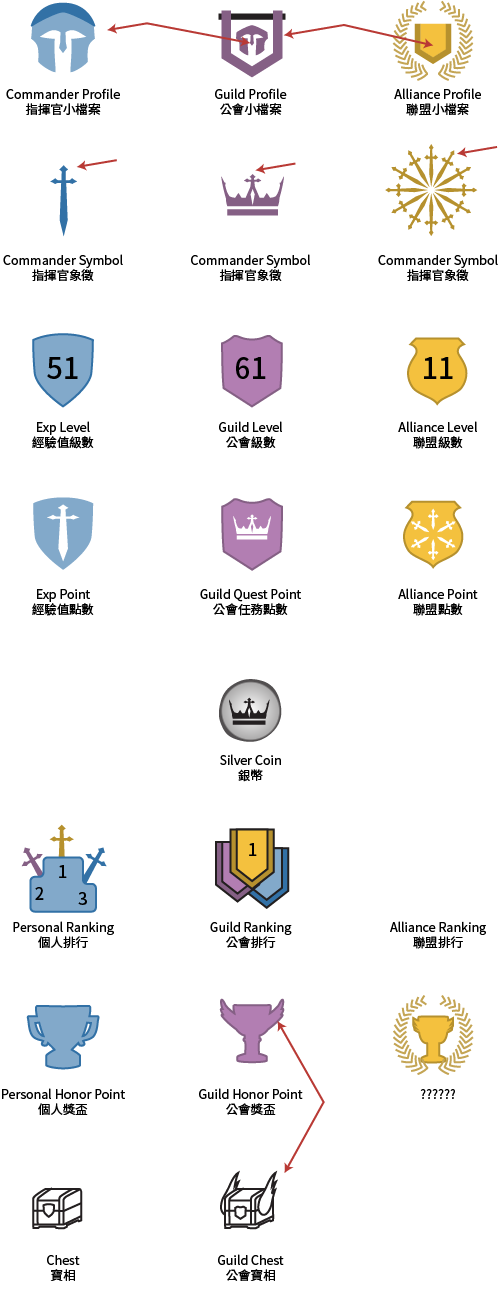 Commander Profile
指揮官小檔案
Guild Profile
公會小檔案
Alliance Profile
聯盟小檔案
Commander Symbol
指揮官象徵
Commander Symbol
指揮官象徵
Commander Symbol
指揮官象徵
51
61
11
Exp Level
經驗值級數
Guild Level
公會級數
Alliance Level
聯盟級數
Exp Point
經驗值點數
Guild Quest Point
公會任務點數
Alliance Point
聯盟點數
Silver Coin
銀幣
1
2
3
1
Personal Ranking
個人排行
Guild Ranking
公會排行
Alliance Ranking
聯盟排行
Personal Honor Point
個人獎盃
Guild Honor Point
公會獎盃
??????
Chest
寶相
Guild Chest
公會寶相